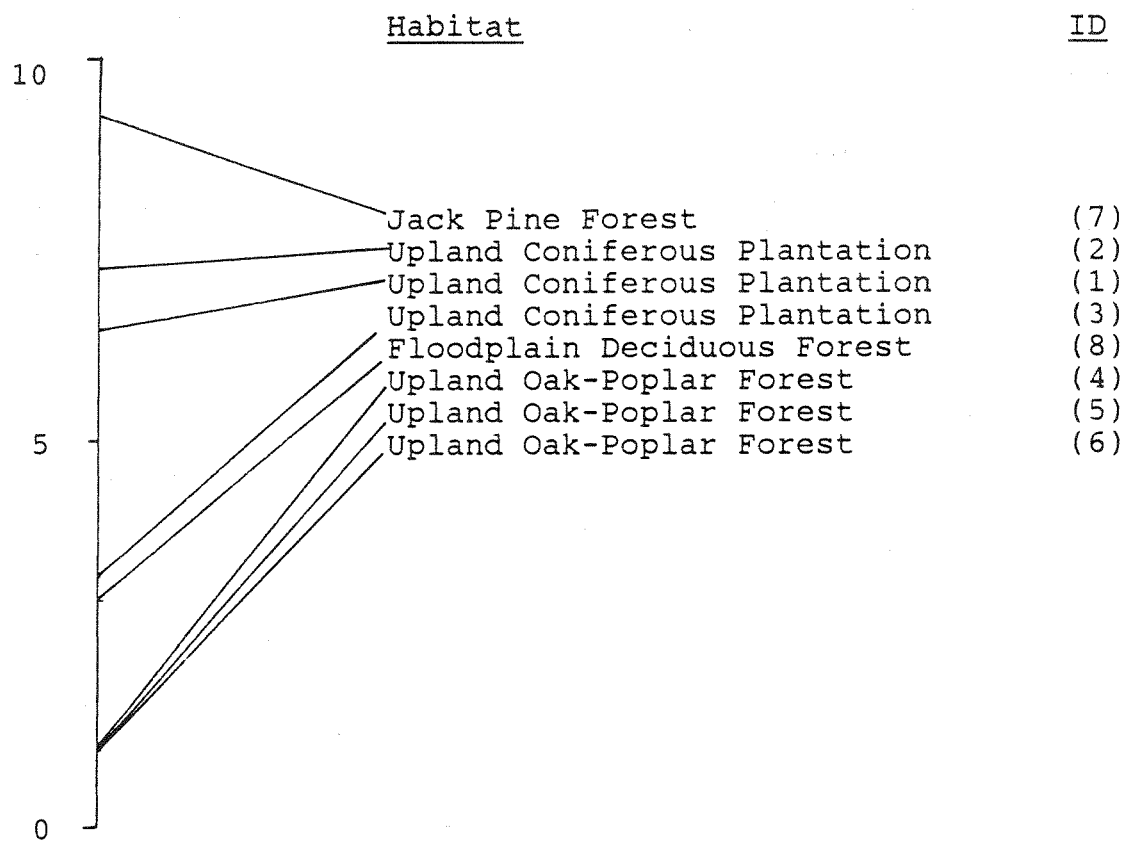 Habitat ID
10
Jack Pine Forest (7)
Upland Coniferous Plantation (2)
Upland Coniferous Plantation (1)
Upland Coniferous Plantation (3)
Floodplain Deciduous Forest (8)
Upland Oak-Poplar Forest (4)
Upland Oak-Poplar Forest (5)
5 Upland Oak-Poplar Forest (6)
0